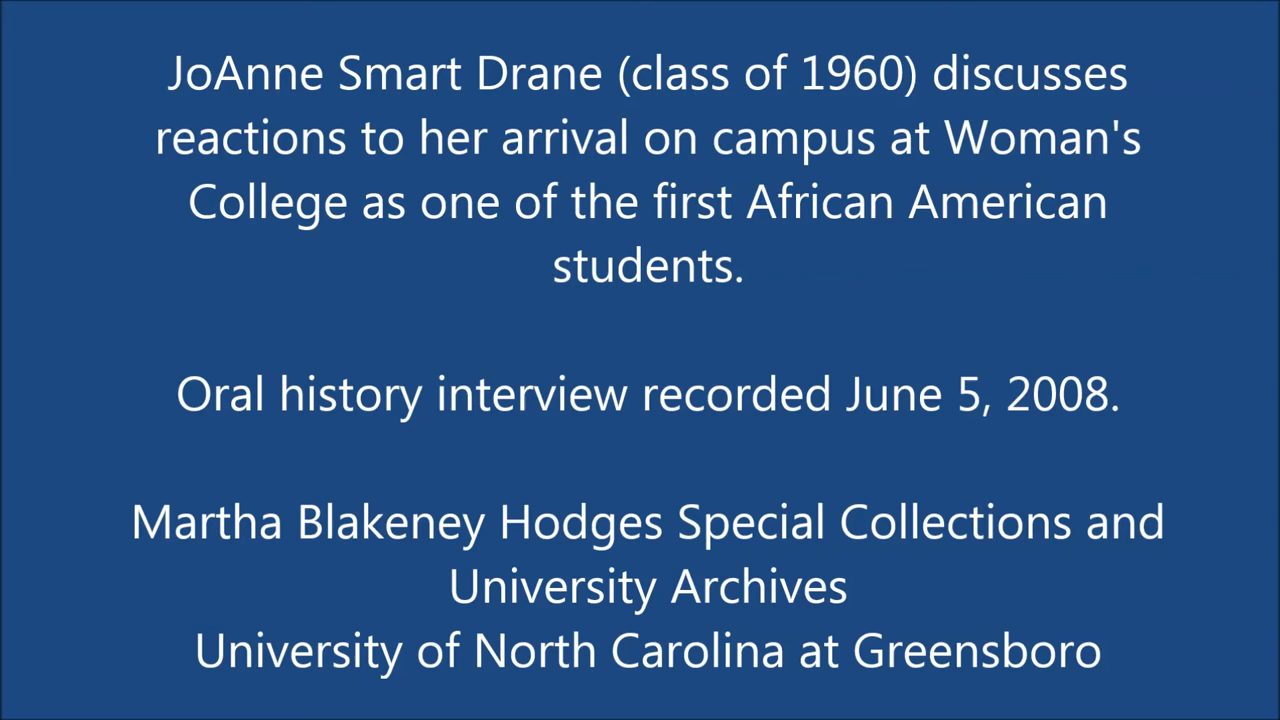 JoAnne Smart Drane (class of 1960) discusses
reactions to her arrival on campus at Woman's
College as one of the first African American
students.
Oral history interview recorded June 5, 2008.
Martha Blakeney Hodges Special Collections and
University Archives
University of North Carolina at Greensboro